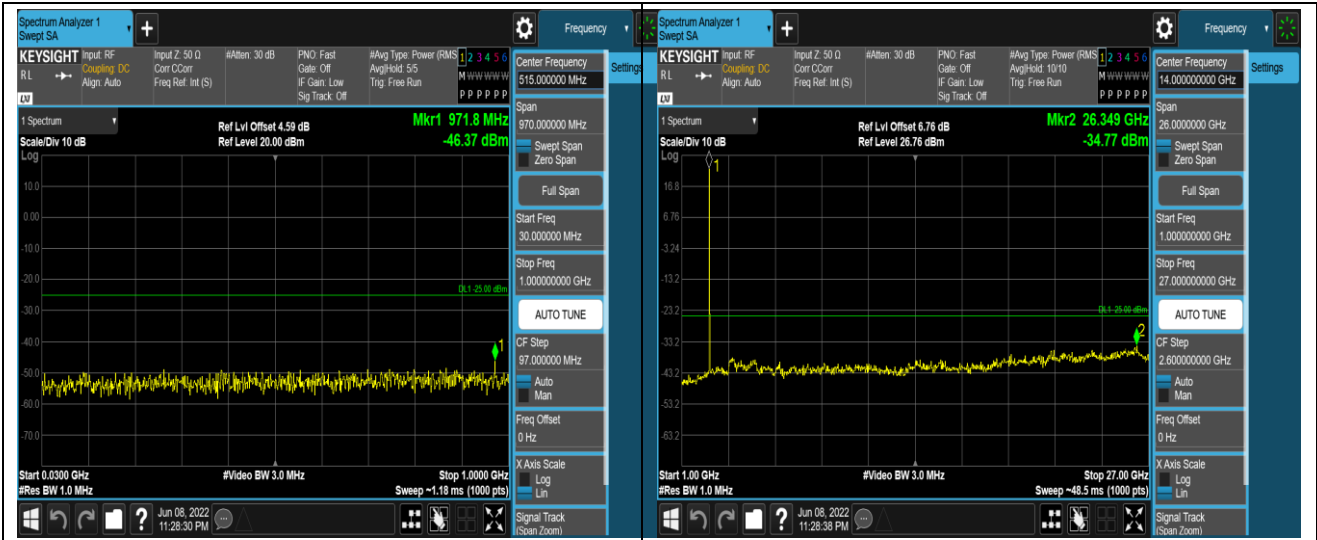 Spectrum Analyzer 1
Swept SA
+
Frequency
KEYSIGHT
RL
LXI
Input: RF
Coupling: DC
Align: Auto
Input Z: 50 Ω
Corr CCorr
Freq Ref: Int (S)
#Atten: 30 dB
PNO: Fast
Gate: Off
IF Gain: Low
Sig Track: Off
#Avg Type: Power (RMS
Avg|Hold: 5/5
Trig: Free Run
1 2 3 4 5 6
M W W W W W
P P P P P P
Center Frequency
515.000000 MHz
Settings
Span
970.000000 MHz
Swept Span
Zero Span
Full Span
Start Freq
30.000000 MHz
Stop Freq
1.000000000 GHz
AUTO TUNE
CF Step
97.000000 MHz
Auto
Man
Freq Offset
0 Hz
X Axis Scale
Log
Lin
Signal Track
(Span Zoom)
1 Spectrum
Scale/Div 10 dB
Log
Ref Lvl Offset 4.59 dB
Ref Level 20.00 dBm
Mkr1 971.8 MHz
-46.37 dBm
10.0
0.00
-10.0
-20.0
DL1 -25.00 dBm
-30.0
-40.0
1
-50.0
-60.0
-70.0
Start 0.0300 GHz
#Res BW 1.0 MHz
#Video BW 3.0 MHz
Stop 1.0000 GHz
Sweep ~1.18 ms (1000 pts)
?
Jun 08, 2022
11:28:30 PM
Spectrum Analyzer 1
Swept SA
+
Frequency
KEYSIGHT
RL
LXI
Input: RF
Coupling: DC
Align: Auto
Input Z: 50 Ω
Corr CCorr
Freq Ref: Int (S)
#Atten: 30 dB
PNO: Fast
Gate: Off
IF Gain: Low
Sig Track: Off
#Avg Type: Power (RMS
Avg|Hold: 10/10
Trig: Free Run
1 2 3 4 5 6
M W W W W W
P P P P P P
Center Frequency
14.000000000 GHz
Settings
Span
26.0000000 GHz
Swept Span
Zero Span
Full Span
Start Freq
1.000000000 GHz
Stop Freq
27.000000000 GHz
AUTO TUNE
CF Step
2.600000000 GHz
Auto
Man
Freq Offset
0 Hz
X Axis Scale
Log
Lin
Signal Track
(Span Zoom)
1 Spectrum
Scale/Div 10 dB
Log
Ref Lvl Offset 6.76 dB
Ref Level 26.76 dBm
Mkr2 26.349 GHz
-34.77 dBm
1
16.8
6.76
-3.24
-13.2
-23.2
DL1 -25.00 dBm
2
-33.2
-43.2
-53.2
-63.2
Start 1.00 GHz
#Res BW 1.0 MHz
#Video BW 3.0 MHz
Stop 27.00 GHz
Sweep ~48.5 ms (1000 pts)
?
Jun 08, 2022
11:28:38 PM